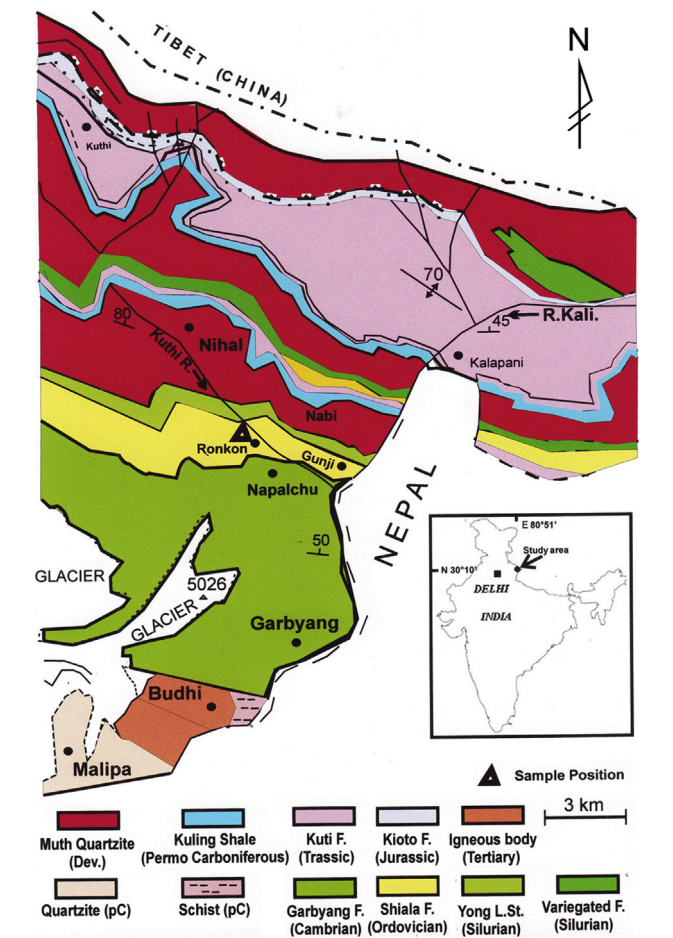 TIBET (CHINA)
N
Kuthi
70
R.Kali.
45
80
Nihal
Kuthi R.
Kalapani
Nabi
Ronkon
Gunji
Napalchu
NEPAL
50
E 80°51'
Study area
N 30°10'
DELHI
INDIA
GLACIER
5026
GLACIER
Garbyang
Budhi
Malipa
Sample Position
3 km
Muth Quartzite
(Dev.)
Kuling Shale
(Permo Carboniferous)
Kuti F.
(Trassic)
Kioto F.
(Jurassic)
Igneous body
(Tertiary)
Quartzite (pC)
Schist (pC)
Garbyang F.
(Cambrian)
Shiala F.
(Ordovician)
Yong L.St.
(Silurian)
Variegated F.
(Silurian)